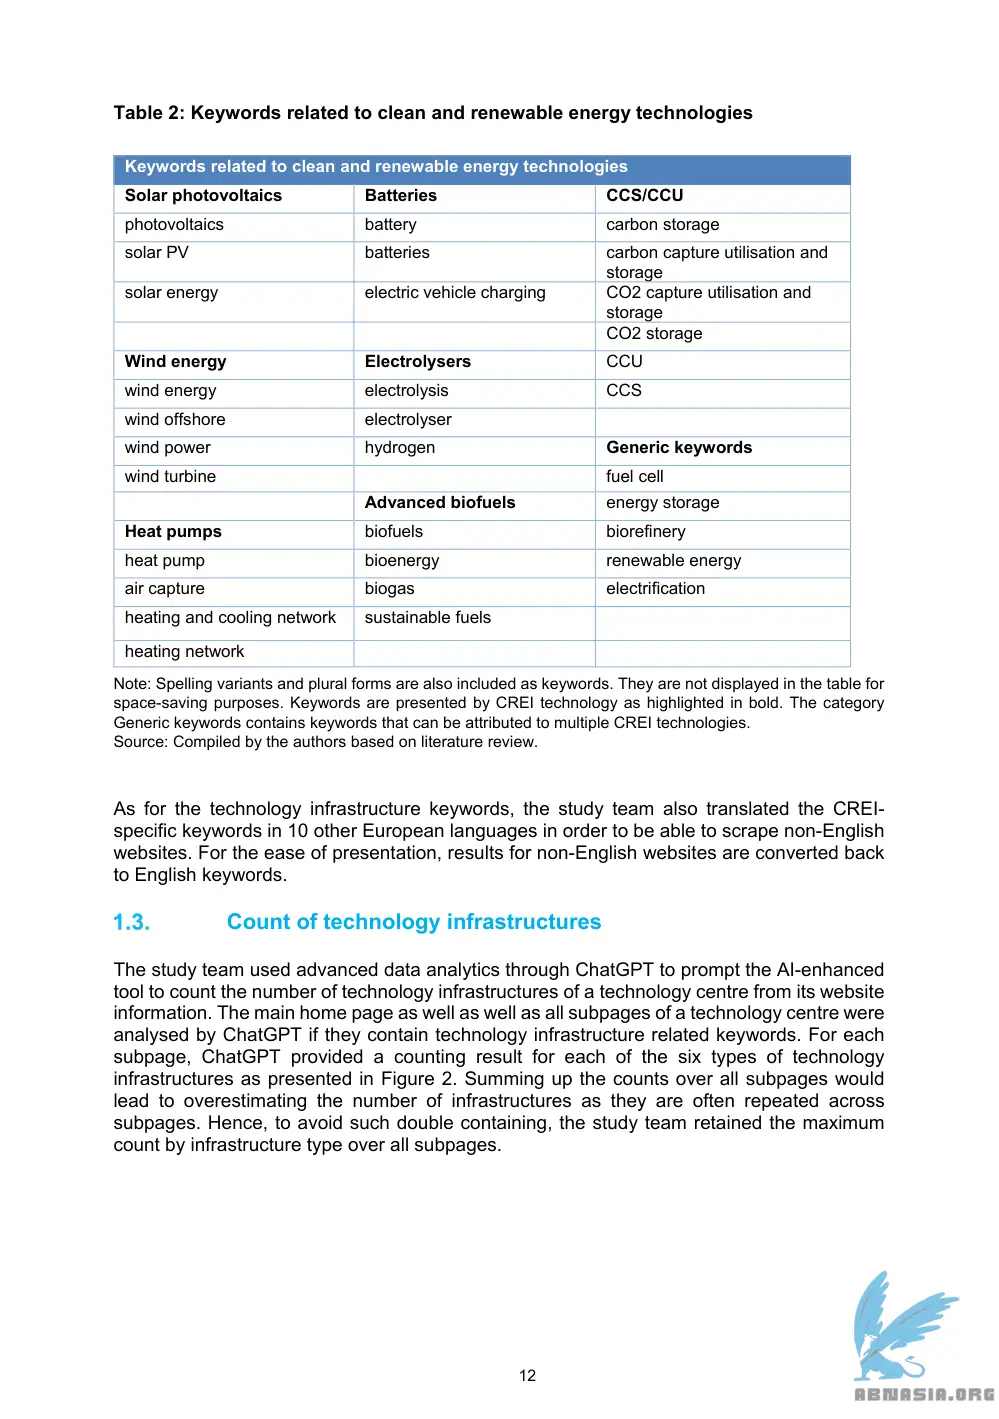 Table 2: Keywords related to clean and renewable energy technologies
Keywords related to clean and renewable energy technologies
Solar photovoltaics Batteries CCS/CCU
photovoltaics battery carbon storage
solar PV batteries carbon capture utilisation and
storage
solar energy electric vehicle charging CO2 capture utilisation and
storage
CO2 storage
Wind energy Electrolysers CCU
wind energy electrolysis CCS
wind offshore electrolyser
wind power hydrogen Generic keywords
wind turbine fuel cell
Advanced biofuels energy storage
Heat pumps biofuels biorefinery
heat pump bioenergy renewable energy
air capture biogas electrification
heating and cooling network sustainable fuels
heating network
Note: Spelling variants and plural forms are also included as keywords. They are not displayed in the table for
space-saving purposes. Keywords are presented by CREI technology as highlighted in bold. The category
Generic keywords contains keywords that can be attributed to multiple CREI technologies.
Source: Compiled by the authors based on literature review.
As for the technology infrastructure keywords, the study team also translated the CREI-
specific keywords in 10 other European languages in order to be able to scrape non-English
websites. For the ease of presentation, results for non-English websites are converted back
to English keywords.
1.3. Count of technology infrastructures
The study team used advanced data analytics through ChatGPT to prompt the AI-enhanced
tool to count the number of technology infrastructures of a technology centre from its website
information. The main home page as well as well as all subpages of a technology centre were
analysed by ChatGPT if they contain technology infrastructure related keywords. For each
subpage, ChatGPT provided a counting result for each of the six types of technology
infrastructures as presented in Figure 2. Summing up the counts over all subpages would
lead to overestimating the number of infrastructures as they are often repeated across
subpages. Hence, to avoid such double containing, the study team retained the maximum
count by infrastructure type over all subpages.
12
ABNASIA.ORG